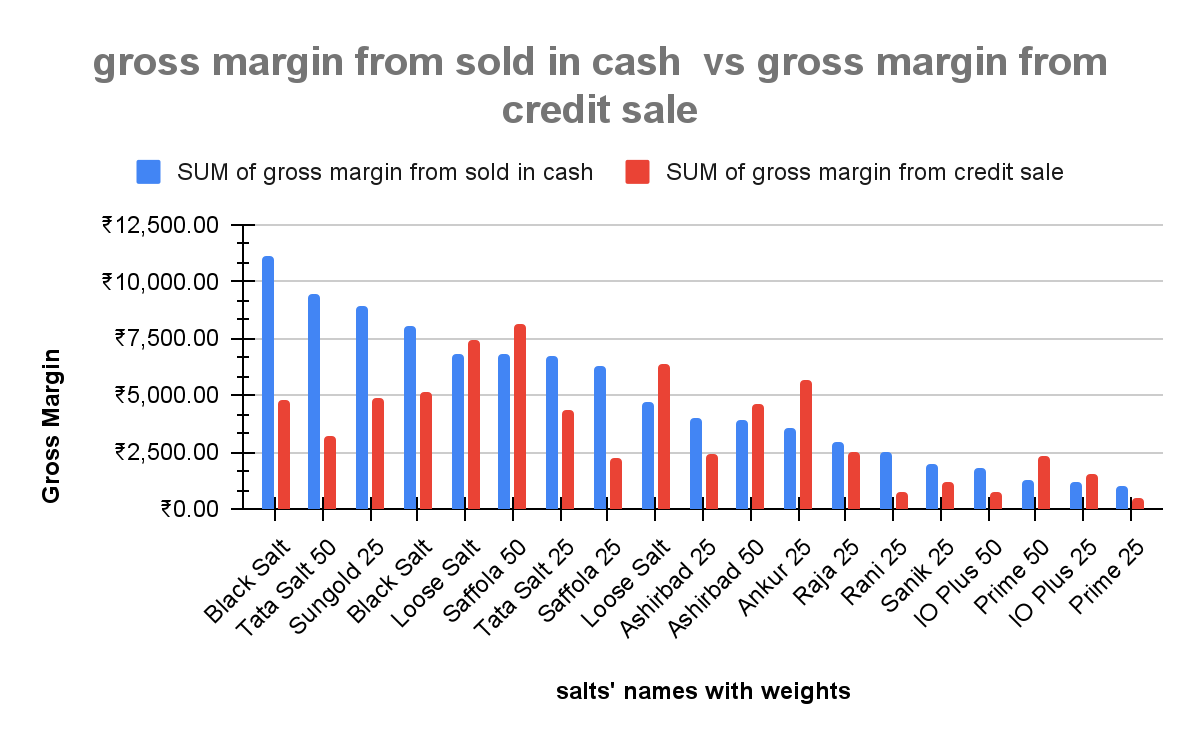 gross margin from sold in cash  vs gross margin from
credit sale
SUM of gross margin from sold in cash
SUM of gross margin from credit sale
₹12,500.00
₹10,000.00
₹7,500.00
₹5,000.00
₹2,500.00
₹0.00
Gross Margin
Black Salt
Tata Salt 50
Sungold 25
Black Salt
Loose Salt
Saffola 50
Tata Salt 25
Saffola 25
Loose Salt
Ashirbad 25
Ashirbad 50
Ankur 25
Raja 25
Rani 25
Sanik 25
IO Plus 50
Prime 50
IO Plus 25
Prime 25
salts' names with weights